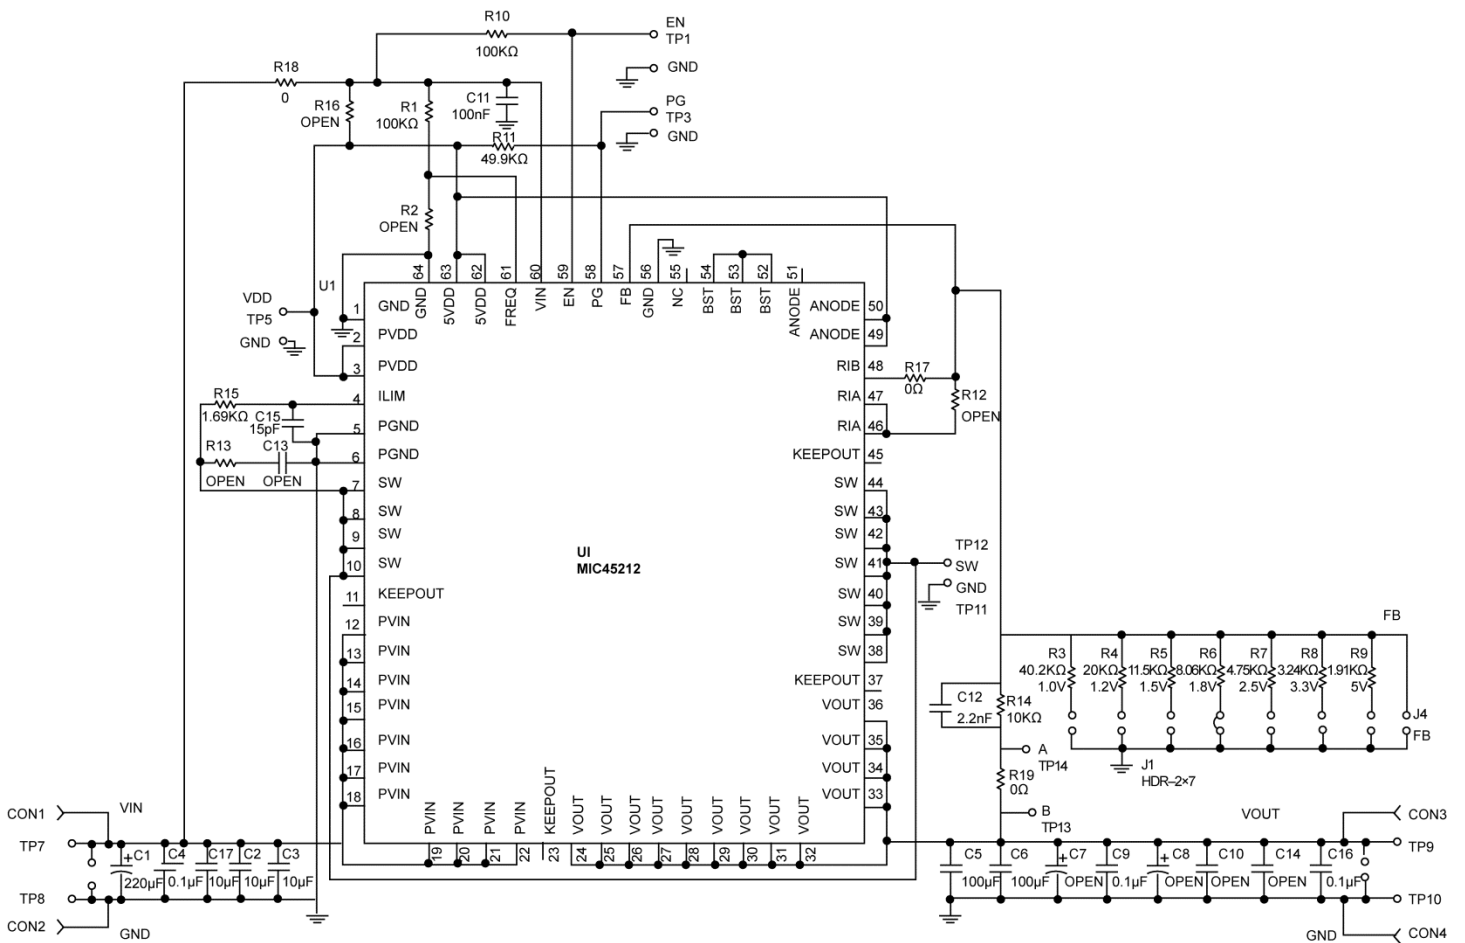 R10
EN
TP1
100KΩ
R18
0
GND
R16
OPEN
R1
100KΩ
C11
100nF
PG
TP3
GND
R11
49.9KΩ
R2
OPEN
U1
64 63 62 61 60 59 58 57 56 55 54 53 52 51
GND 5VDD 5VDD FREQ VIN EN PG FB GND NC BST BST BST ANODE
VDD
TP5
GND
1 GND
2 PVDD
3 PVDD
4 ILIM
5 PGND
6 PGND
7 SW
8 SW
9 SW
10 SW
11 KEEPOUT
12 PVIN
13 PVIN
14 PVIN
15 PVIN
16 PVIN
17 PVIN
18 PVIN
R15
1.69KΩ
C15
15pF
R13
OPEN
C13
OPEN
UI
MIC45212
ANODE 50
ANODE 49
RIB 48
RIA 47
RIA 46
KEEPOUT 45
SW 44
SW 43
SW 42
SW 41
SW 40
SW 39
SW 38
KEEPOUT 37
VOUT 36
VOUT 35
VOUT 34
VOUT 33
R17
0Ω
R12
OPEN
TP12
SW
GND
TP11
FB
R3 R4 R5 R6 R7 R8 R9
40.2KΩ 20KΩ 11.5KΩ 8.06KΩ 4.75KΩ 3.24KΩ 1.91KΩ
1.0V 1.2V 1.5V 1.8V 2.5V 3.3V 5V
C12
2.2nF
R14
10KΩ
J4
FB
A
TP14
J1
HDR–2×7
R19
0Ω
B
TP13
PVIN PVIN PVIN PVIN KEEPOUT VOUT VOUT VOUT VOUT VOUT VOUT VOUT VOUT VOUT
19 20 21 22 23 24 25 26 27 28 29 30 31 32
CON1
VIN
TP7
C1 C4 C17 C2 C3
220µF 0.1µF 10µF 10µF 10µF
TP8
CON2
GND
VOUT
CON3
TP9
C5 C6 C7 C9 C8 C10 C14 C16
100µF 100µF OPEN 0.1µF OPEN OPEN OPEN 0.1µF
TP10
GND
CON4